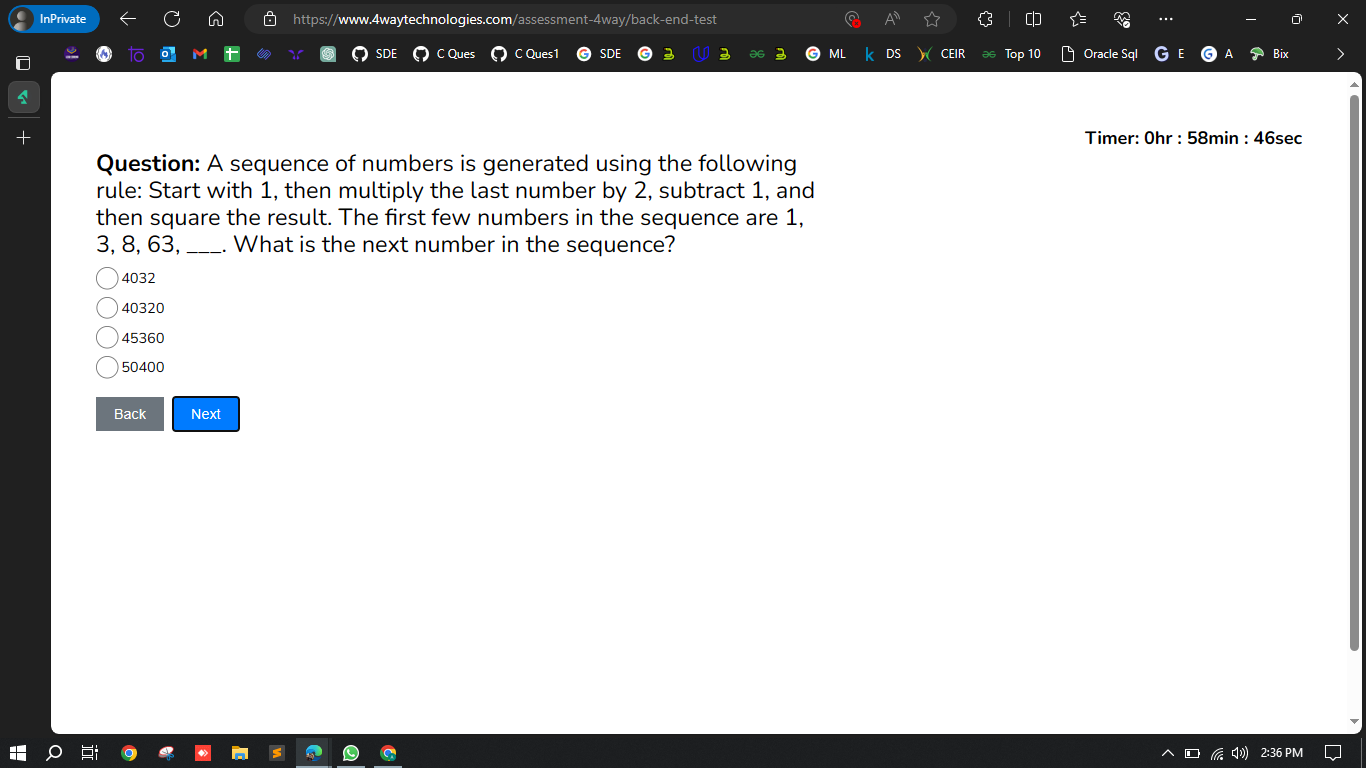 InPrivate
https://www.4waytechnologies.com/assessment-4way/back-end-test
SDE
C Ques
C Ques1
SDE
ML
DS
CEIR
Top 10
Oracle Sql
E
A
Bix
Timer: 0hr : 58min : 46sec
Question: A sequence of numbers is generated using the following
rule: Start with 1, then multiply the last number by 2, subtract 1, and
then square the result. The first few numbers in the sequence are 1,
3, 8, 63, ___. What is the next number in the sequence?
4032
40320
45360
50400
Back
Next
2:36 PM